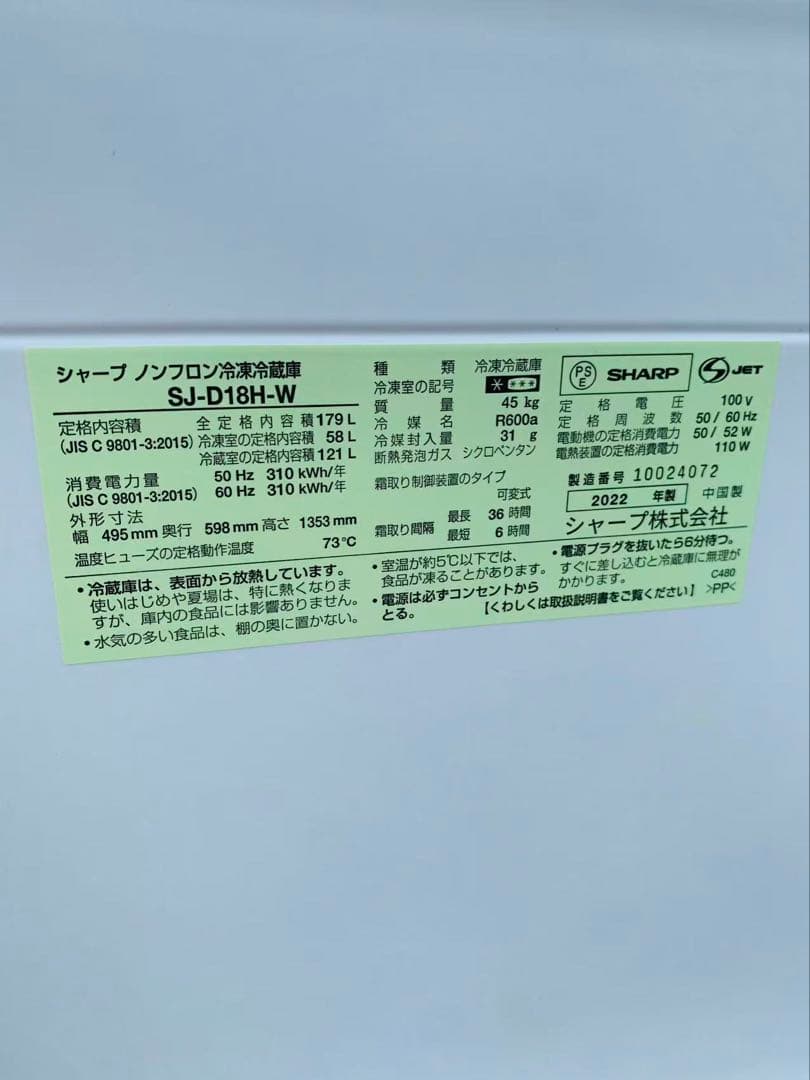 シャープ ノンフロン冷凍冷蔵庫
SJ-D18H-W
定格内容積 全定格内容積 179 L
(JIS C 9801-3:2015) 冷凍室の定格内容積 58 L
冷蔵室の定格内容積 121 L
消費電力量 50 Hz 310 kWh/年
(JIS C 9801-3:2015) 60 Hz 310 kWh/年
外形寸法
幅 495 mm 奥行 598 mm 高さ 1353 mm
温度ヒューズの定格動作温度 73℃
種類 冷凍冷蔵庫
冷凍室の記号 * ***
質量 45 kg
冷媒名 R600a
冷媒封入量 31 g
断熱発泡ガス シクロペンタン
霜取り制御装置のタイプ
可変式
霜取り間隔 最長 36 時間
最短 6 時間
PS
E
SHARP
S JET
定格電圧 100 V
定格周波数 50 / 60 Hz
電動機の定格消費電力 50 / 52 W
電熱装置の定格消費電力 110 W
製造番号 10024072
2022 年製 中国製
シャープ株式会社
・冷蔵庫は、表面から放熱しています。
使いはじめや夏場は、特に熱くなりま
すが、庫内の食品には影響ありません。
・水気の多い食品は、棚の奥に置かない。
・室温が約5℃以下では、
食品が凍ることがあります。
・電源は必ずコンセントから
とる。
・電源プラグを抜いたら6分待つ。
すぐに差し込むと冷蔵庫に無理が
かかります。 C480
【くわしくは取扱説明書をご覧ください】 >PP<